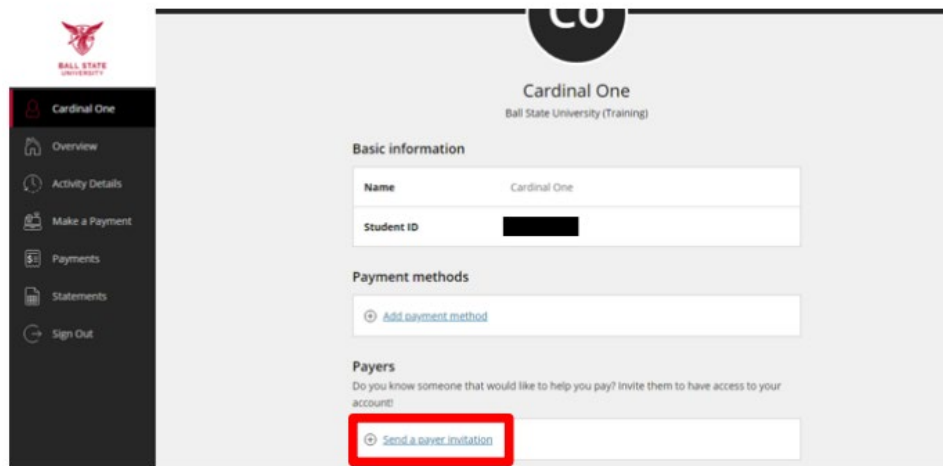 Co
BALL STATE
UNIVERSITY
Cardinal One
Overview
Activity Details
Make a Payment
Payments
Statements
Sign Out
Cardinal One
Ball State University (Training)
Basic information
Name Cardinal One
Student ID
Payment methods
Add payment method
Payers
Do you know someone that would like to help you pay? Invite them to have access to your
account!
Send a payer invitation